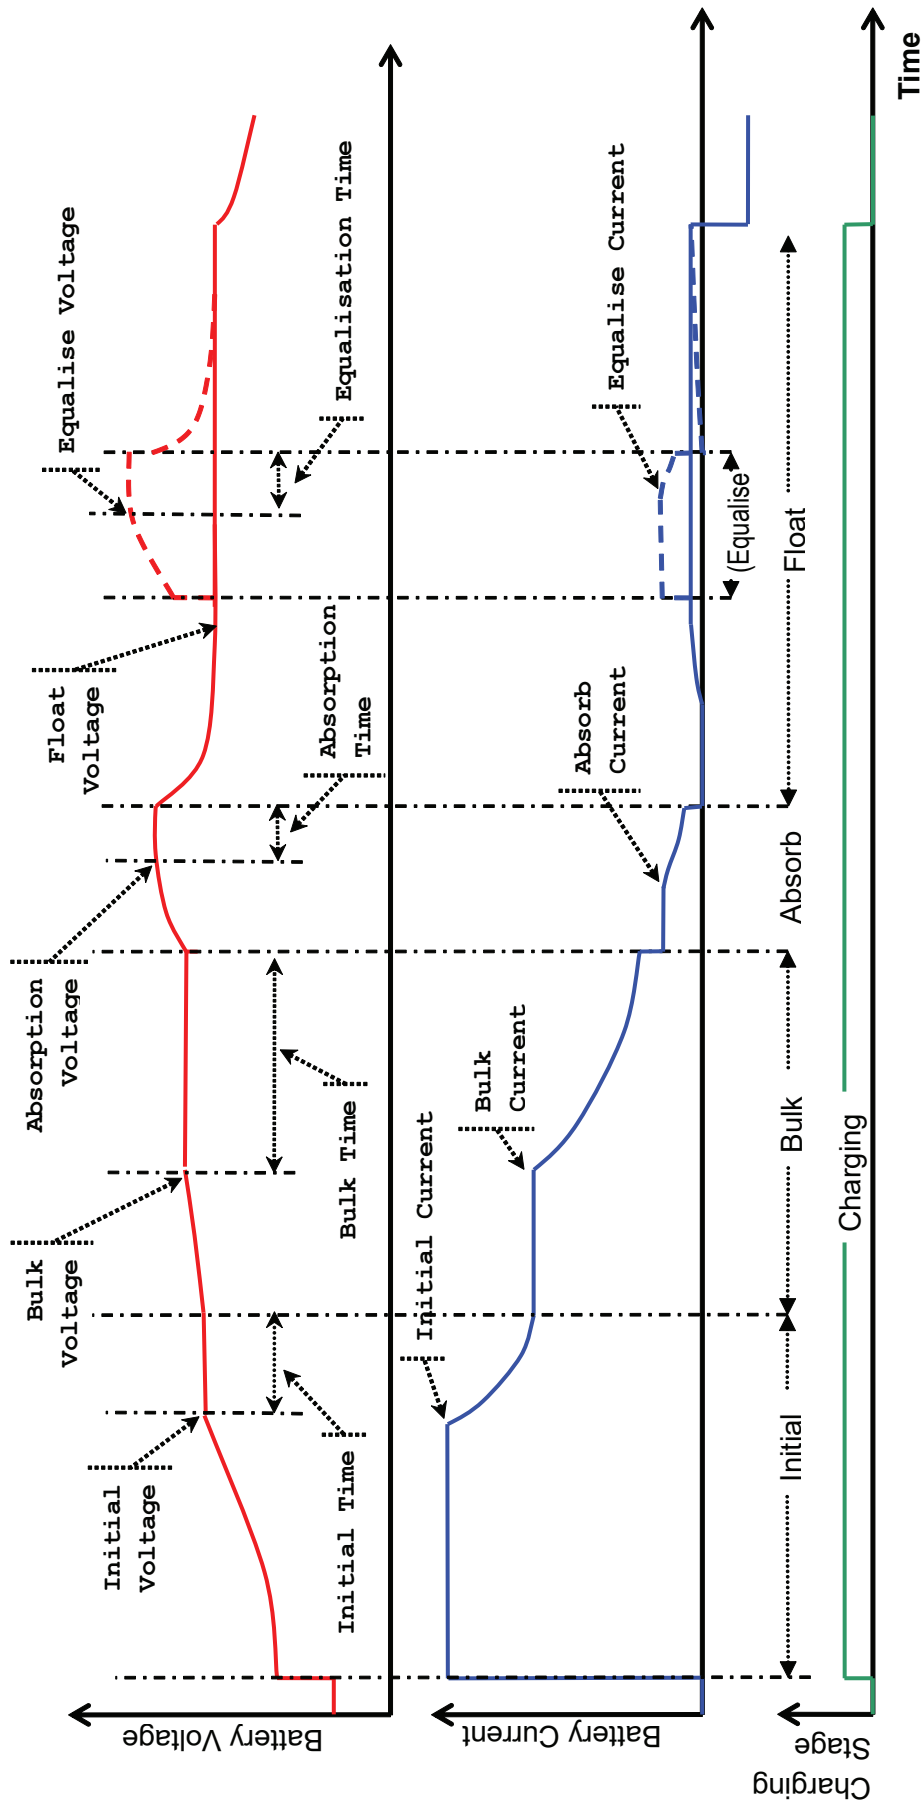 Equalise Voltage
Float
Voltage
Absorption
Voltage
Bulk
Voltage
Initial
Voltage
Equalisation Time
Absorption
Time
Bulk Time
Initial Time
Battery Voltage
Initial Current
Bulk
Current
Absorb
Current
Equalise Current
Battery Current
(Equalise
Initial
Bulk
Absorb
Float
Charging
Charging
Stage
Time